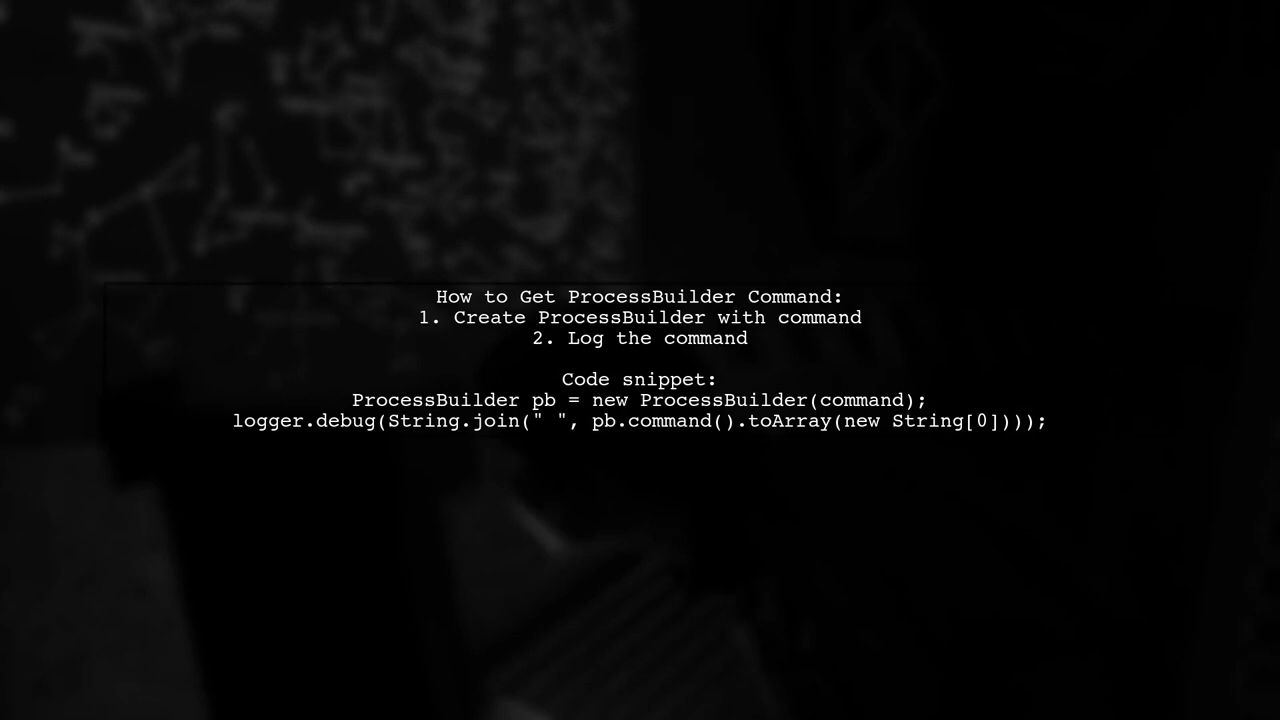 How to Get ProcessBuilder Command:
1. Create ProcessBuilder with command
2. Log the command
Code snippet:
ProcessBuilder pb = new ProcessBuilder(command);
logger.debug(String.join(" ", pb.command().toArray(new String[0])));